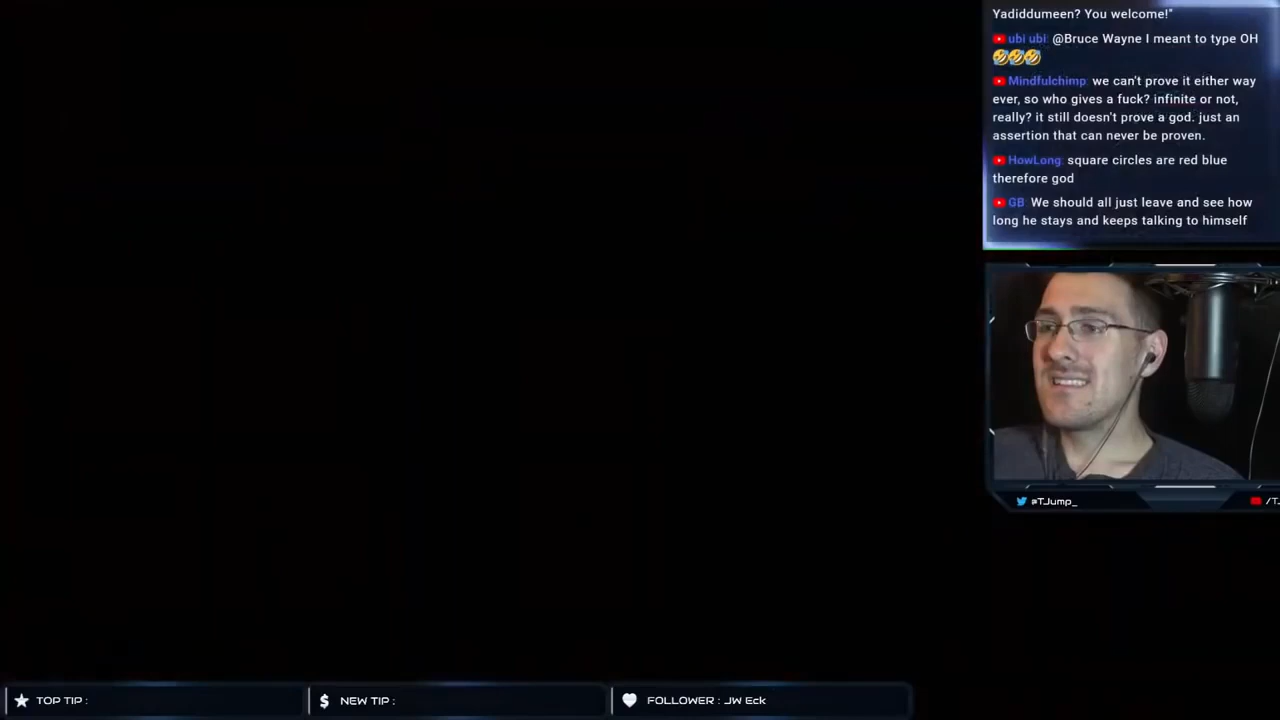 Yadiddumeen? You welcome!"
ubi ubi: @Bruce Wayne I meant to type OH
🤣🤣🤣
Mindfulchimp: we can't prove it either way
ever, so who gives a fuck? infinite or not,
really? it still doesn't prove a god. just an
assertion that can never be proven.
HowLong: square circles are red blue
therefore god
GB: We should all just leave and see how
long he stays and keeps talking to himself
@TJump_
/TJ
TOP TIP :
NEW TIP :
FOLLOWER : JW Eck